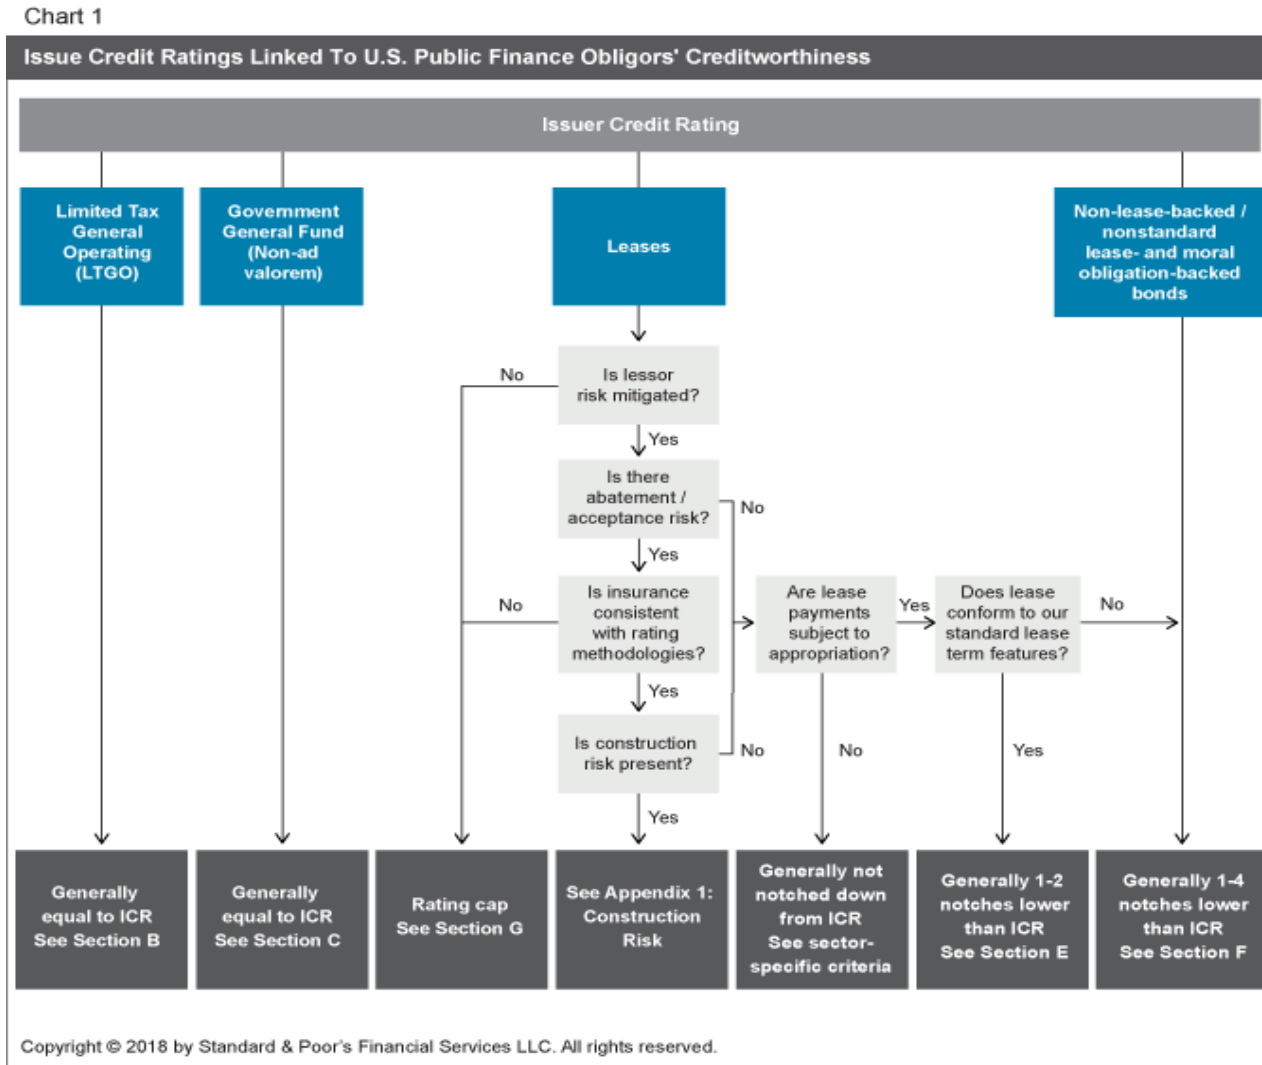 Chart 1
Issue Credit Ratings Linked To U.S. Public Finance Obligors' Creditworthiness
Issuer Credit Rating
Limited Tax
General
Operating
(LTGO)
Government
General Fund
(Non-ad
valorem)
Leases
Non-lease-backed /
nonstandard
lease- and moral
obligation-backed
bonds
No
Is lessor
risk mitigated?
Yes
Is there
abatement /
acceptance risk?
No
Yes
No
Is insurance
consistent
with rating
methodologies?
Are lease
payments
subject to
appropriation?
Yes
Does lease
conform to our
standard lease
term features?
No
Yes
Is construction
risk present?
No
No
Yes
Yes
Generally
equal to ICR
See Section B
Generally
equal to ICR
See Section C
Rating cap
See Section G
See Appendix 1:
Construction
Risk
Generally not
notched down
from ICR
See sector-
specific criteria
Generally 1-2
notches lower
than ICR
See Section E
Generally 1-4
notches lower
than ICR
See Section F
Copyright © 2018 by Standard & Poor's Financial Services LLC. All rights reserved.